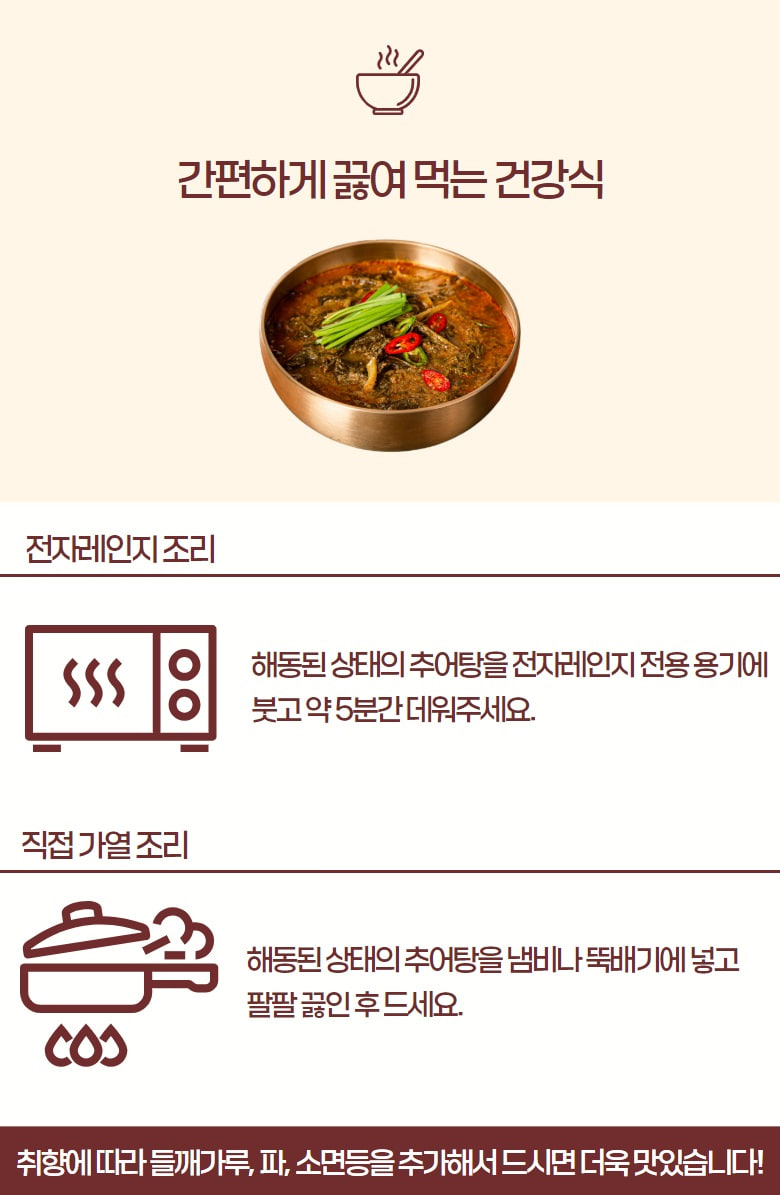 간편하게 끓여 먹는 건강식
전자레인지 조리
해동된 상태의 추어탕을 전자레인지 전용 용기에
붓고 약 5분간 데워주세요.
직접 가열 조리
해동된 상태의 추어탕을 냄비나 뚝배기에 넣고
팔팔 끓인 후 드세요.
취향에 따라 들깨가루, 파, 소면등을 추가해서 드시면 더욱 맛있습니다!